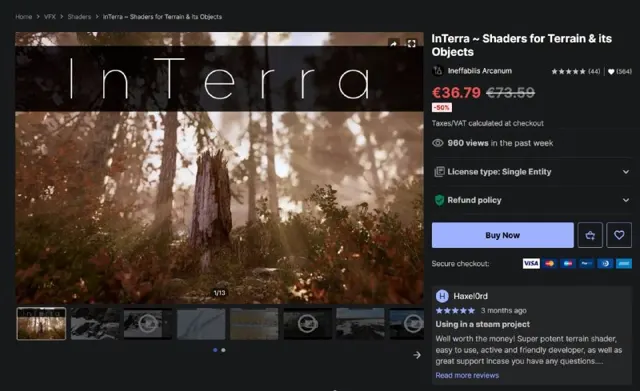 Home > VFX > Shaders > InTerra ~ Shaders for Terrain & its Objects
InTerra
1/13
InTerra
InTerra ~ Shaders for Terrain & its
Objects
Ineffabilis Arcanum
(44) | (564)
€36.79 €73.59
-50%
Taxes/VAT calculated at checkout
960 views in the past week
License type: Single Entity
Refund policy
Buy Now
Secure checkout:
VISA
H Haxel0rd
3 months ago
Using in a steam project
Well worth the money! Super potent terrain shader,
easy to use, active and friendly developer, as well as
great support incase you have any questions....
Read more reviews